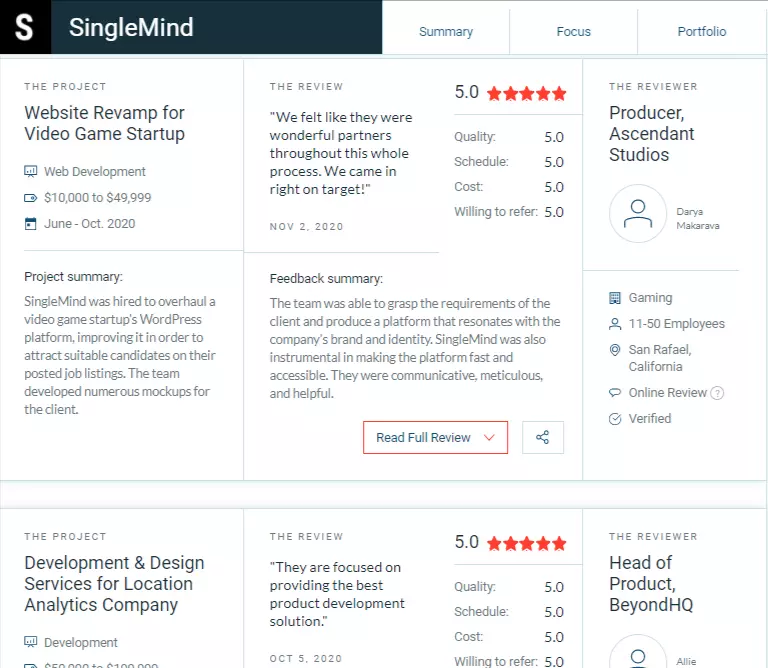 S
SingleMind
Summary
Focus
Portfolio
THE PROJECT
Website Revamp for
Video Game Startup
Web Development
$10,000 to $49,999
June - Oct. 2020
Project summary:
SingleMind was hired to overhaul a
video game startup's WordPress
platform, improving it in order to
attract suitable candidates on their
posted job listings. The team
developed numerous mockups for
the client.
THE REVIEW
"We felt like they were
wonderful partners
throughout this whole
process. We came in
right on target!"
NOV 2, 2020
5.0
Quality: 5.0
Schedule: 5.0
Cost: 5.0
Willing to refer: 5.0
Feedback summary:
The team was able to grasp the requirements of the
client and produce a platform that resonates with the
company's brand and identity. SingleMind was also
instrumental in making the platform fast and
accessible. They were communicative, meticulous,
and helpful.
Read Full Review
THE REVIEWER
Producer,
Ascendant
Studios
Darya
Makarava
Gaming
11-50 Employees
San Rafael,
California
Online Review ?
Verified
THE PROJECT
Development & Design
Services for Location
Analytics Company
Development
$50,000 to $199,999
THE REVIEW
"They are focused on
providing the best
product development
solution."
OCT 5, 2020
5.0
Quality: 5.0
Schedule: 5.0
Cost: 5.0
Willing to refer: 5.0
THE REVIEWER
Head of
Product,
BeyondHQ
Allie